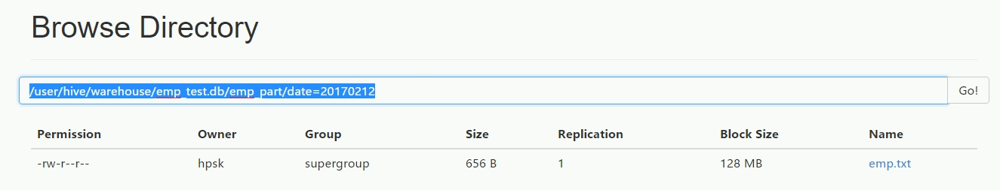 Browse Directory
/user/hive/warehouse/emp_test.db/emp_part/date=20170212 Go!
Permission Owner Group Size Replication Block Size Name
-rw-r--r-- hpsk supergroup 656 B 1 128 MB emp.txt